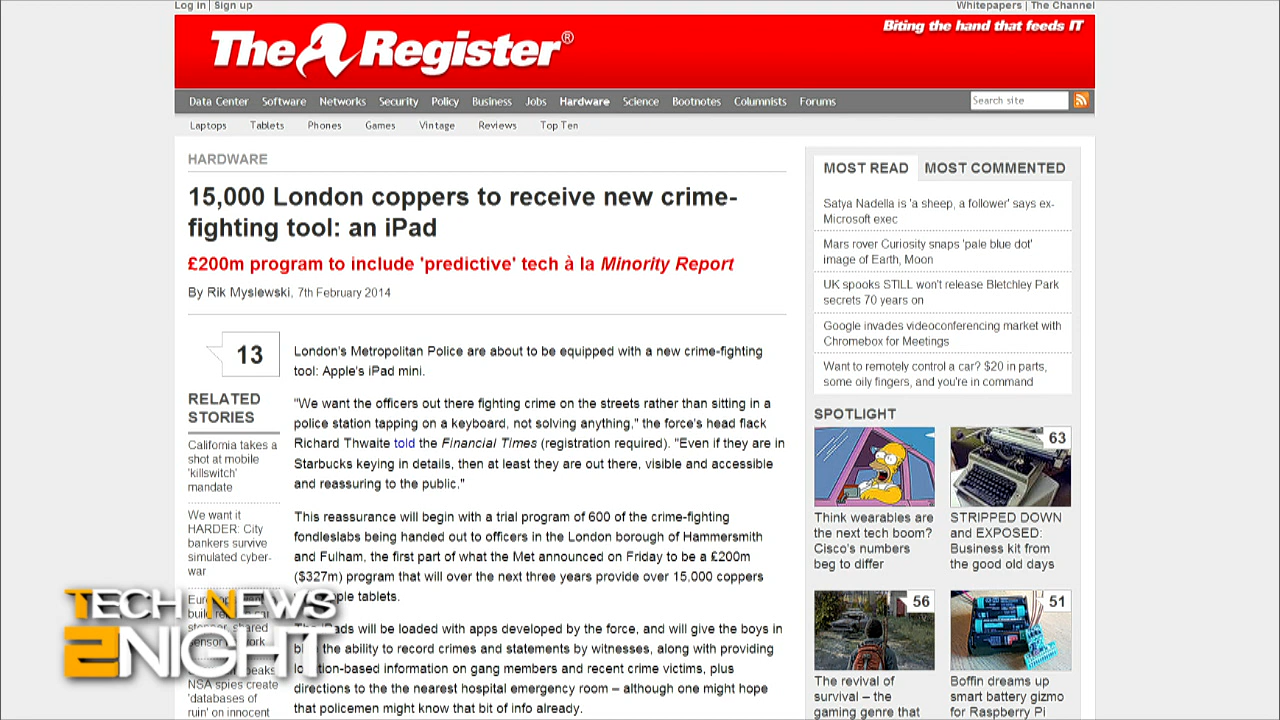 Log in | Sign up
Whitepapers | The Channel
The Register®
Biting the hand that feeds IT
Data Center Software Networks Security Policy Business Jobs Hardware Science Bootnotes Columnists Forums
Search site
Laptops Tablets Phones Games Vintage Reviews Top Ten
HARDWARE
15,000 London coppers to receive new crime-
fighting tool: an iPad
£200m program to include 'predictive' tech à la Minority Report
By Rik Myslewski, 7th February 2014
13
RELATED
STORIES
California takes a
shot at mobile
'killswitch'
mandate
We want it
HARDER: City
bankers survive
simulated cyber-
war
NSA spies create
'databases of
ruin' on innocent
London's Metropolitan Police are about to be equipped with a new crime-fighting
tool: Apple's iPad mini.
"We want the officers out there fighting crime on the streets rather than sitting in a
police station tapping on a keyboard, not solving anything," the force's head flack
Richard Thwaite told the Financial Times (registration required). "Even if they are in
Starbucks keying in details, then at least they are out there, visible and accessible
and reassuring to the public."
This reassurance will begin with a trial program of 600 of the crime-fighting
fondleslabs being handed out to officers in the London borough of Hammersmith
and Fulham, the first part of what the Met announced on Friday to be a £200m
($327m) program that will over the next three years provide over 15,000 coppers
tablets.
will be loaded with apps developed by the force, and will give the boys in
the ability to record crimes and statements by witnesses, along with providing
information on gang members and recent crime victims, plus
directions to the the nearest hospital emergency room – although one might hope
that policemen might know that bit of info already.
MOST READ MOST COMMENTED
Satya Nadella is 'a sheep, a follower' says ex-
Microsoft exec
Mars rover Curiosity snaps 'pale blue dot'
image of Earth, Moon
UK spooks STILL won't release Bletchley Park
secrets 70 years on
Google invades videoconferencing market with
Chromebox for Meetings
Want to remotely control a car? $20 in parts,
some oily fingers, and you're in command
SPOTLIGHT
Think wearables are
the next tech boom?
Cisco's numbers
beg to differ
63
STRIPPED DOWN
and EXPOSED:
Business kit from
the good old days
56
The revival of
survival – the
gaming genre that
51
Boffin dreams up
smart battery gizmo
for Raspberry Pi
TECH NEWS
2NIGHT